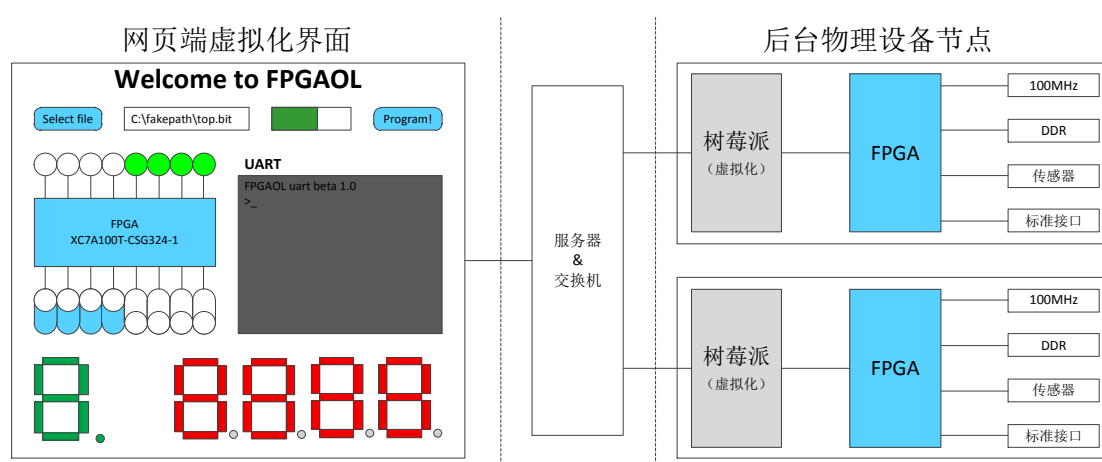 网页端虚拟化界面
后台物理设备节点
Welcome to FPGAOL
Select file
C:\fakepath\top.bit
Program!
UART
FPGAOL uart beta 1.0
>_
FPGA
XC7A100T-CSG324-1
服务器
&
交换机
树莓派
（虚拟化）
FPGA
100MHz
DDR
传感器
标准接口
树莓派
（虚拟化）
FPGA
100MHz
DDR
传感器
标准接口